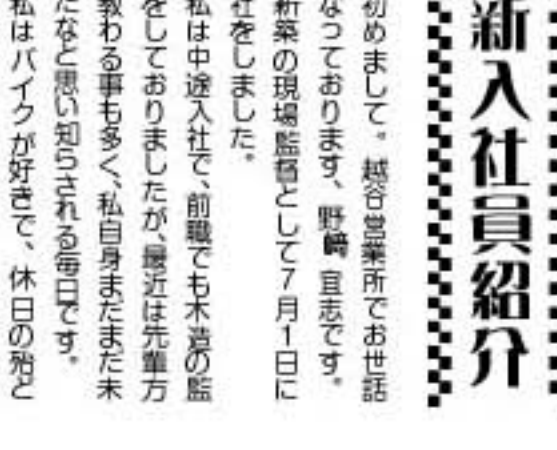 新入社員紹介
初めまして。越谷営業所でお世話
なっております、野﨑 宜志です。
新築の現場監督として7月1日に
社をしました。
私は中途入社で、前職でも木造の監
をしておりましたが、最近は先輩方
教わる事も多く、私自身まだまだ未
だなと思い知らされる毎日です。
私はバイクが好きで、休日の殆ど